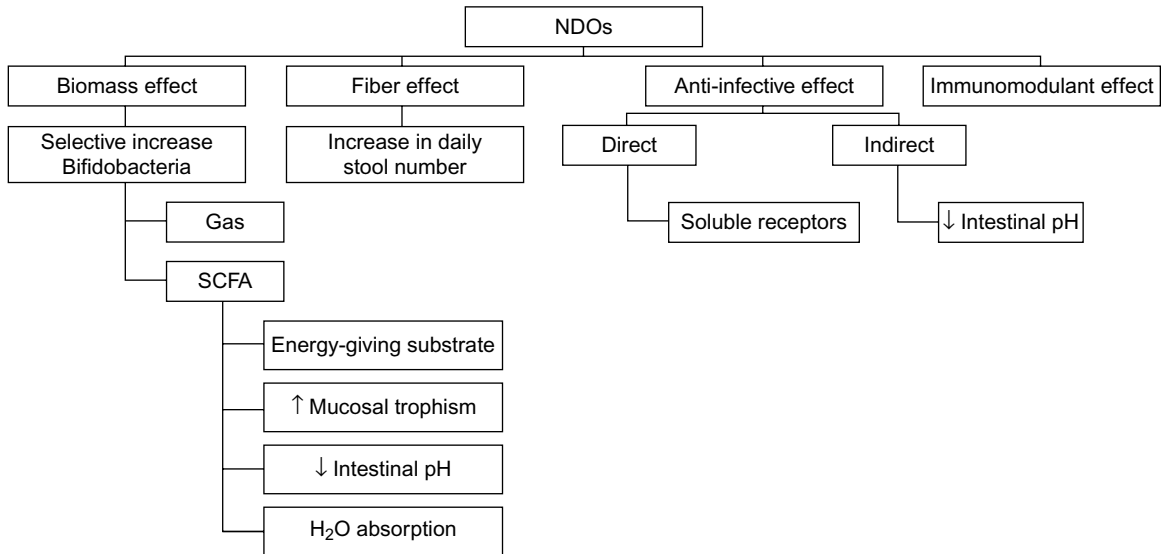 NDOs
Biomass effect
Fiber effect
Anti-infective effect
Immunomodulant effect
Selective increase
Bifidobacteria
Increase in daily
stool number
Direct
Indirect
Gas
Soluble receptors
↓ Intestinal pH
SCFA
Energy-giving substrate
↑ Mucosal trophism
↓ Intestinal pH
H₂O absorption